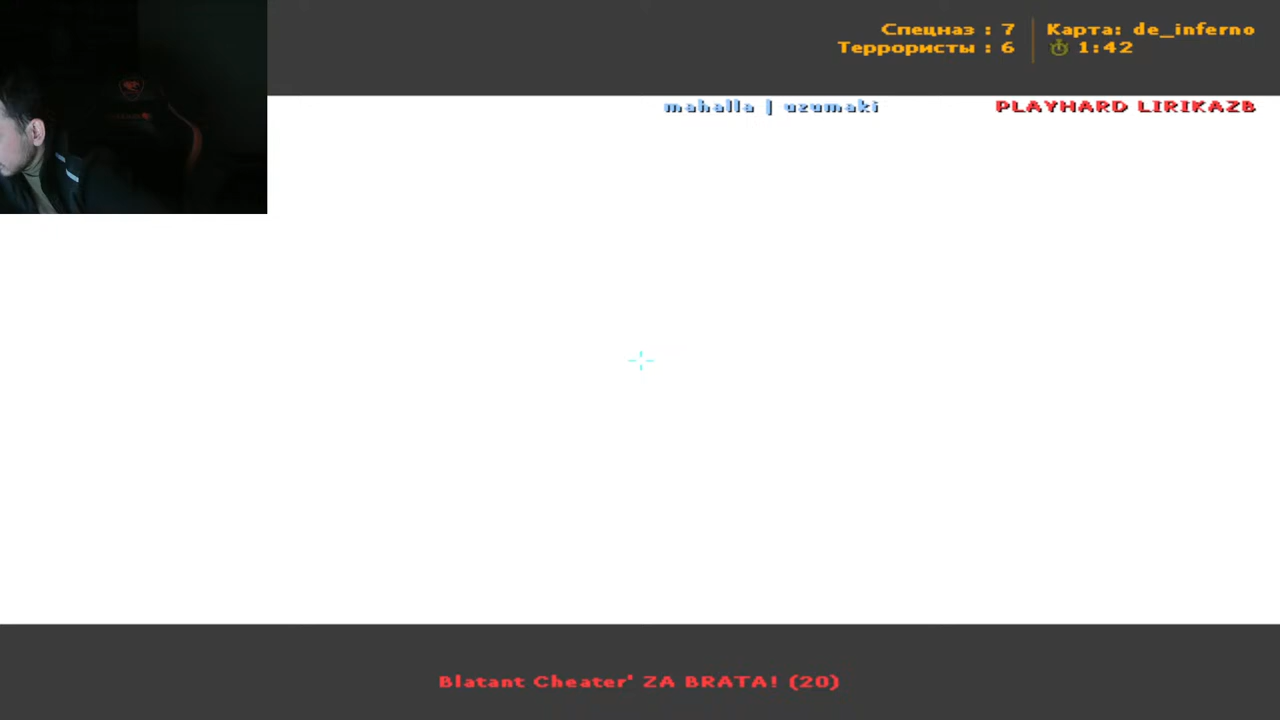 Спецназ : 7
Террористы : 6
Карта: de_inferno
1:42
mahalla | uzumaki PLAYHARD LIRIKAZB
Blatant Cheater' ZA BRATA! (20)